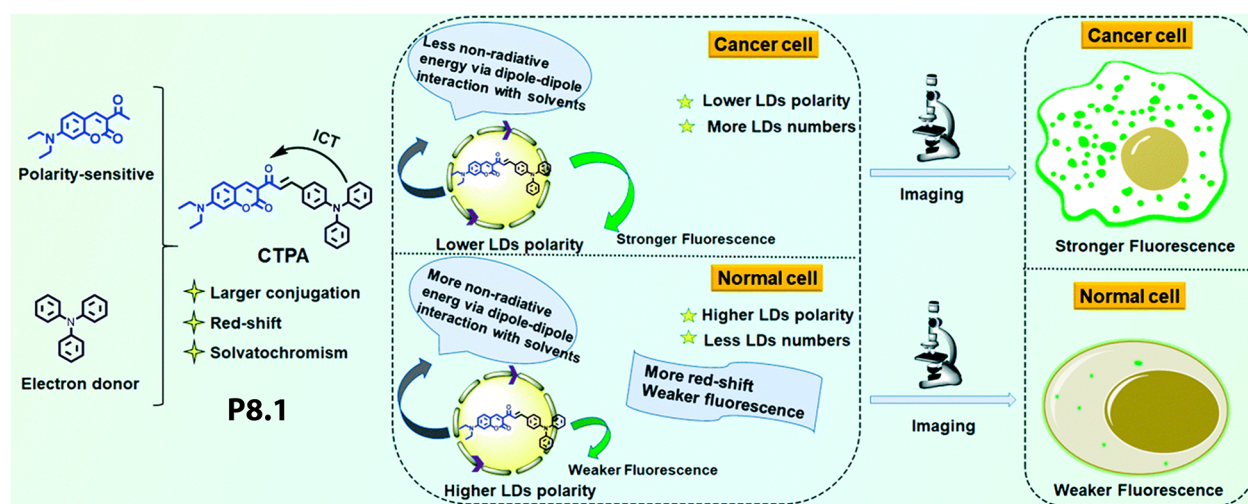 Polarity-sensitive
Electron donor
ICT
CTPA
Larger conjugation
Red-shift
Solvatochromism
P8.1
O
O
O
N
O
N
O
O
N
N
Less non-radiative
energy via dipole-dipole
interaction with solvents
Cancer cell
Lower LDs polarity
More LDs numbers
Lower LDs polarity
Stronger Fluorescence
More non-radiative
energ via dipole-dipole
interaction with solvents
Normal cell
Higher LDs polarity
Less LDs numbers
More red-shift
Weaker fluorescence
Weaker Fluorescence
Higher LDs polarity
Imaging
Imaging
Cancer cell
Stronger Fluorescence
Normal cell
Weaker Fluorescence